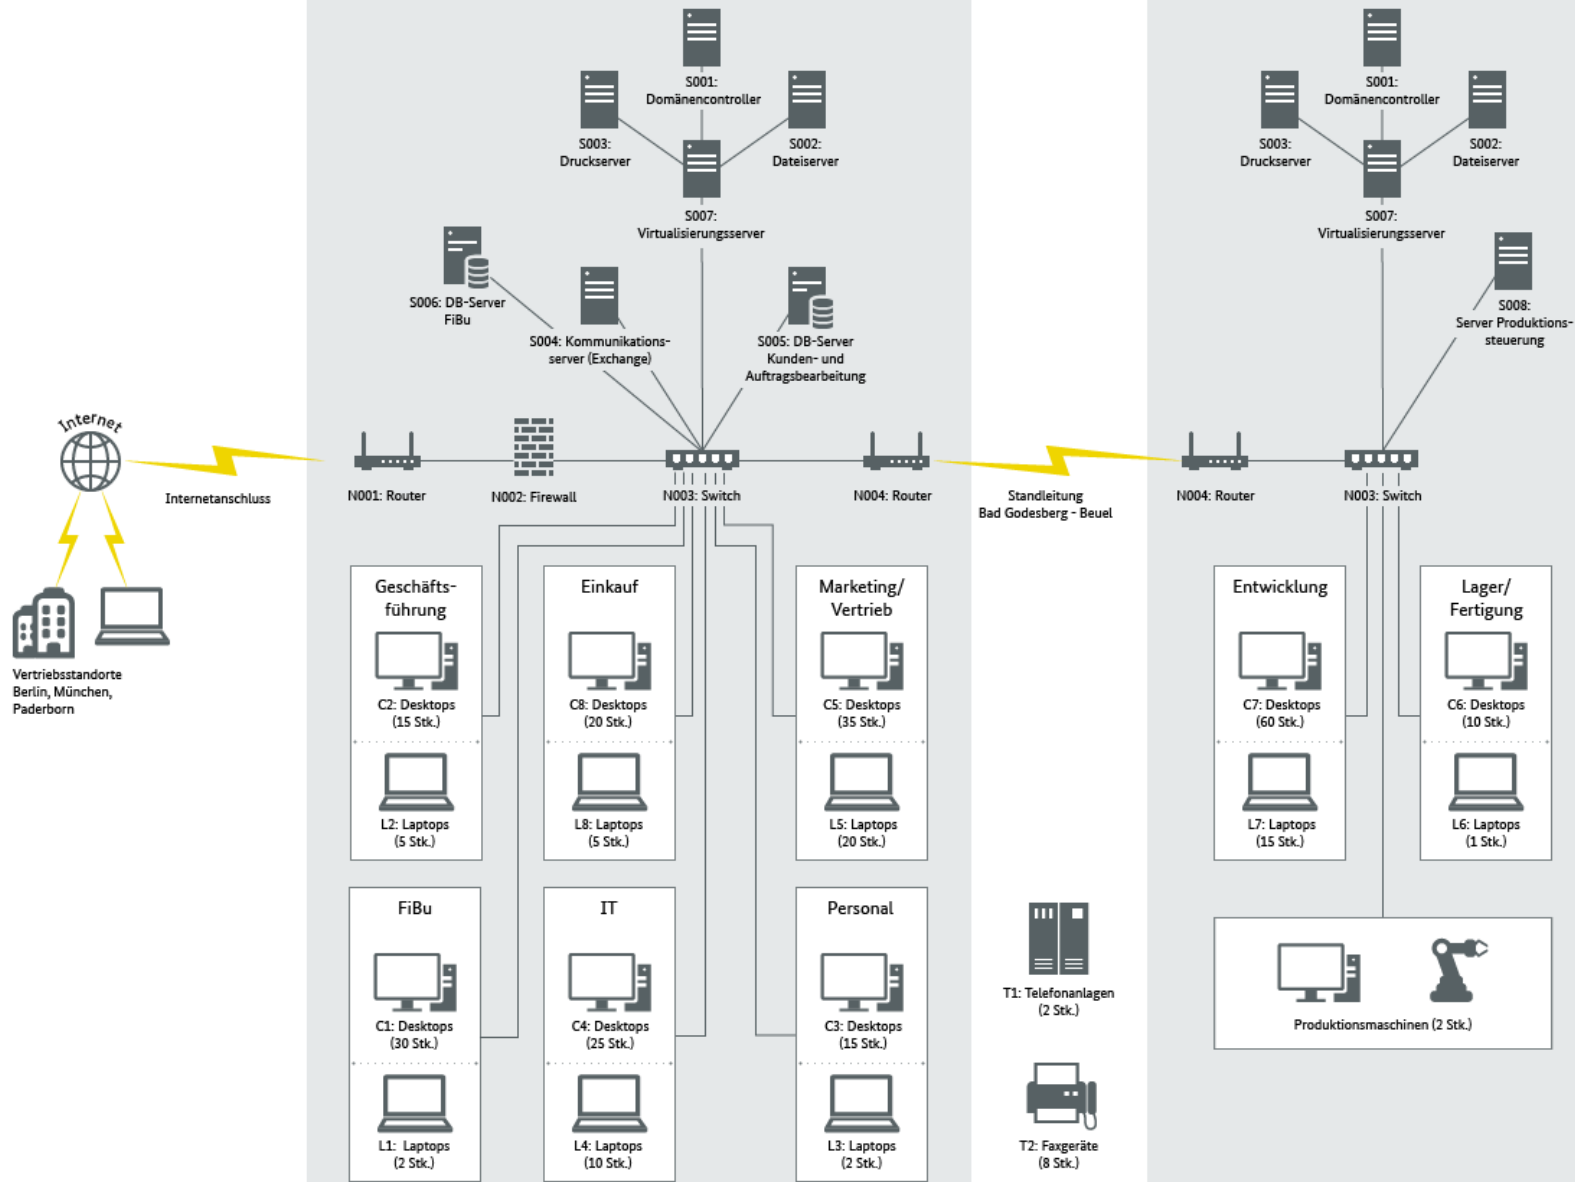 S001:
Domänencontroller
S003:
Druckserver
S002:
Dateiserver
S007:
Virtualisierungsserver
S006: DB-Server
FiBu
S004: Kommunikations-
server (Exchange)
S005: DB-Server
Kunden- und
Auftragsbearbeitung
S001:
Domänencontroller
S003:
Druckserver
S002:
Dateiserver
S007:
Virtualisierungsserver
S008:
Server Produktions-
steuerung
Internet
Internetanschluss
N001: Router
N002: Firewall
N003: Switch
N004: Router
Standleitung
Bad Godesberg - Beuel
N004: Router
N003: Switch
Vertriebsstandorte
Berlin, München,
Paderborn
Geschäfts-
führung
C2: Desktops
(15 Stk.)
L2: Laptops
(5 Stk.)
Einkauf
C8: Desktops
(20 Stk.)
L8: Laptops
(5 Stk.)
Marketing/
Vertrieb
C5: Desktops
(35 Stk.)
L5: Laptops
(20 Stk.)
Entwicklung
C7: Desktops
(60 Stk.)
L7: Laptops
(15 Stk.)
Lager/
Fertigung
C6: Desktops
(10 Stk.)
L6: Laptops
(1 Stk.)
FiBu
C1: Desktops
(30 Stk.)
L1: Laptops
(2 Stk.)
IT
C4: Desktops
(25 Stk.)
L4: Laptops
(10 Stk.)
Personal
C3: Desktops
(15 Stk.)
L3: Laptops
(2 Stk.)
T1: Telefonanlagen
(2 Stk.)
T2: Faxgeräte
(8 Stk.)
Produktionsmaschinen (2 Stk.)